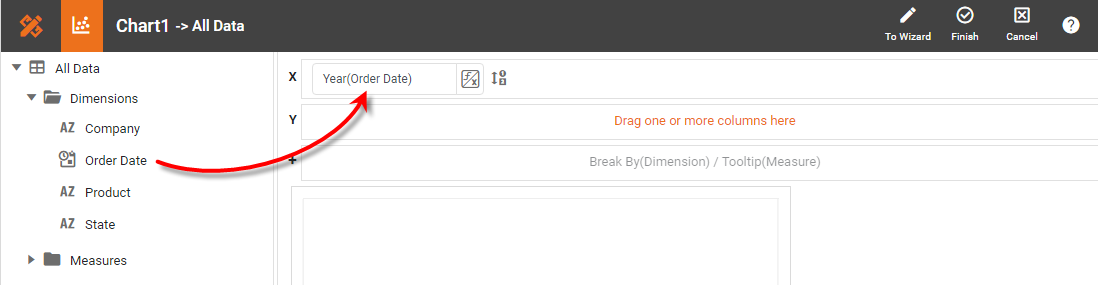 Chart1 -> All Data
To Wizard
Finish
Cancel
?
All Data
Dimensions
AZ Company
Order Date
AZ Product
AZ State
Measures
X Year(Order Date)
Y Drag one or more columns here
+ Break By(Dimension) / Tooltip(Measure)